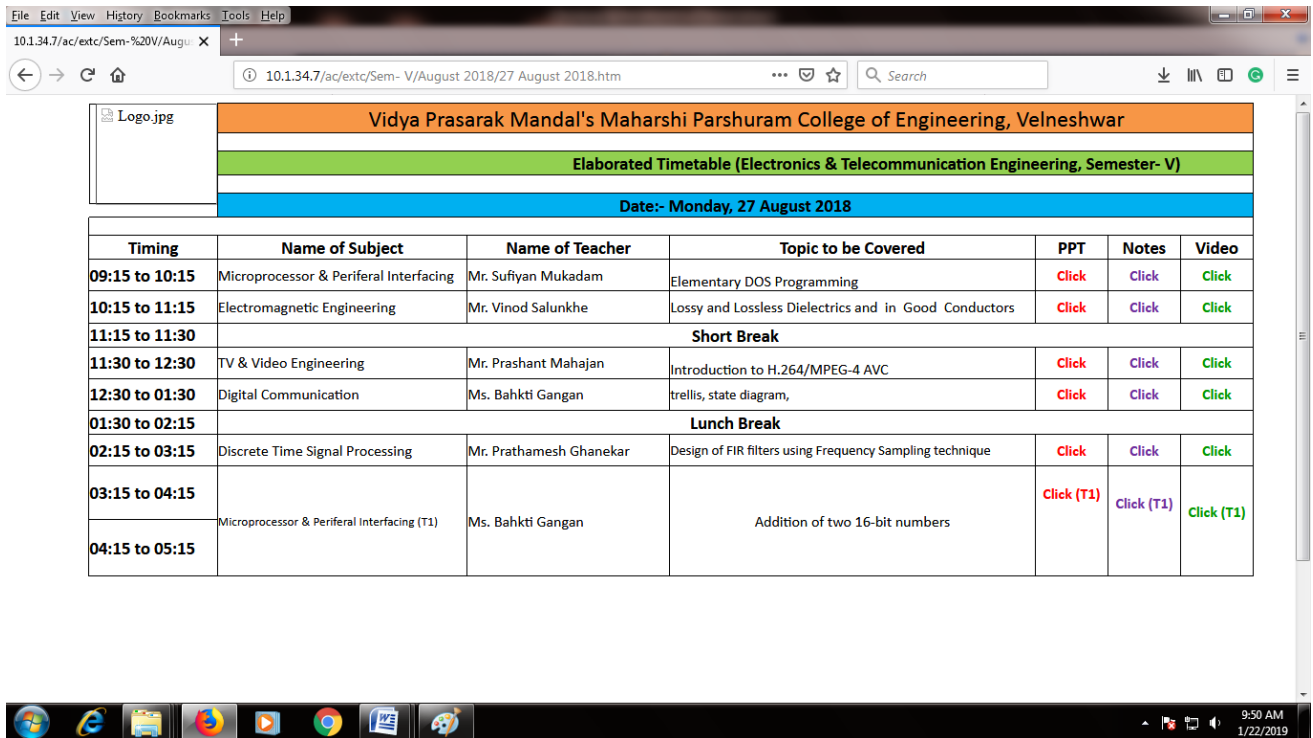 File Edit View History Bookmarks Tools Help
10.1.34.7/ac/extc/Sem-%20V/Augu
10.1.34.7/ac/extc/Sem- V/August 2018/27 August 2018.htm
Search
Logo.jpg
Vidya Prasarak Mandal's Maharshi Parshuram College of Engineering, Velneshwar
Elaborated Timetable (Electronics & Telecommunication Engineering, Semester- V)
Date:- Monday, 27 August 2018
Timing Name of Subject Name of Teacher Topic to be Covered PPT Notes Video
09:15 to 10:15 Microprocessor & Periferal Interfacing Mr. Sufiyan Mukadam Elementary DOS Programming Click Click Click
10:15 to 11:15 Electromagnetic Engineering Mr. Vinod Salunkhe Lossy and Lossless Dielectrics and in Good Conductors Click Click Click
11:15 to 11:30 Short Break
11:30 to 12:30 TV & Video Engineering Mr. Prashant Mahajan Introduction to H.264/MPEG-4 AVC Click Click Click
12:30 to 01:30 Digital Communication Ms. Bahkti Gangan trellis, state diagram, Click Click Click
01:30 to 02:15 Lunch Break
02:15 to 03:15 Discrete Time Signal Processing Mr. Prathamesh Ghanekar Design of FIR filters using Frequency Sampling technique Click Click Click
03:15 to 04:15 Click (T1) Click (T1) Click (T1)
Microprocessor & Periferal Interfacing (T1) Ms. Bahkti Gangan Addition of two 16-bit numbers
04:15 to 05:15
9:50 AM
1/22/2019